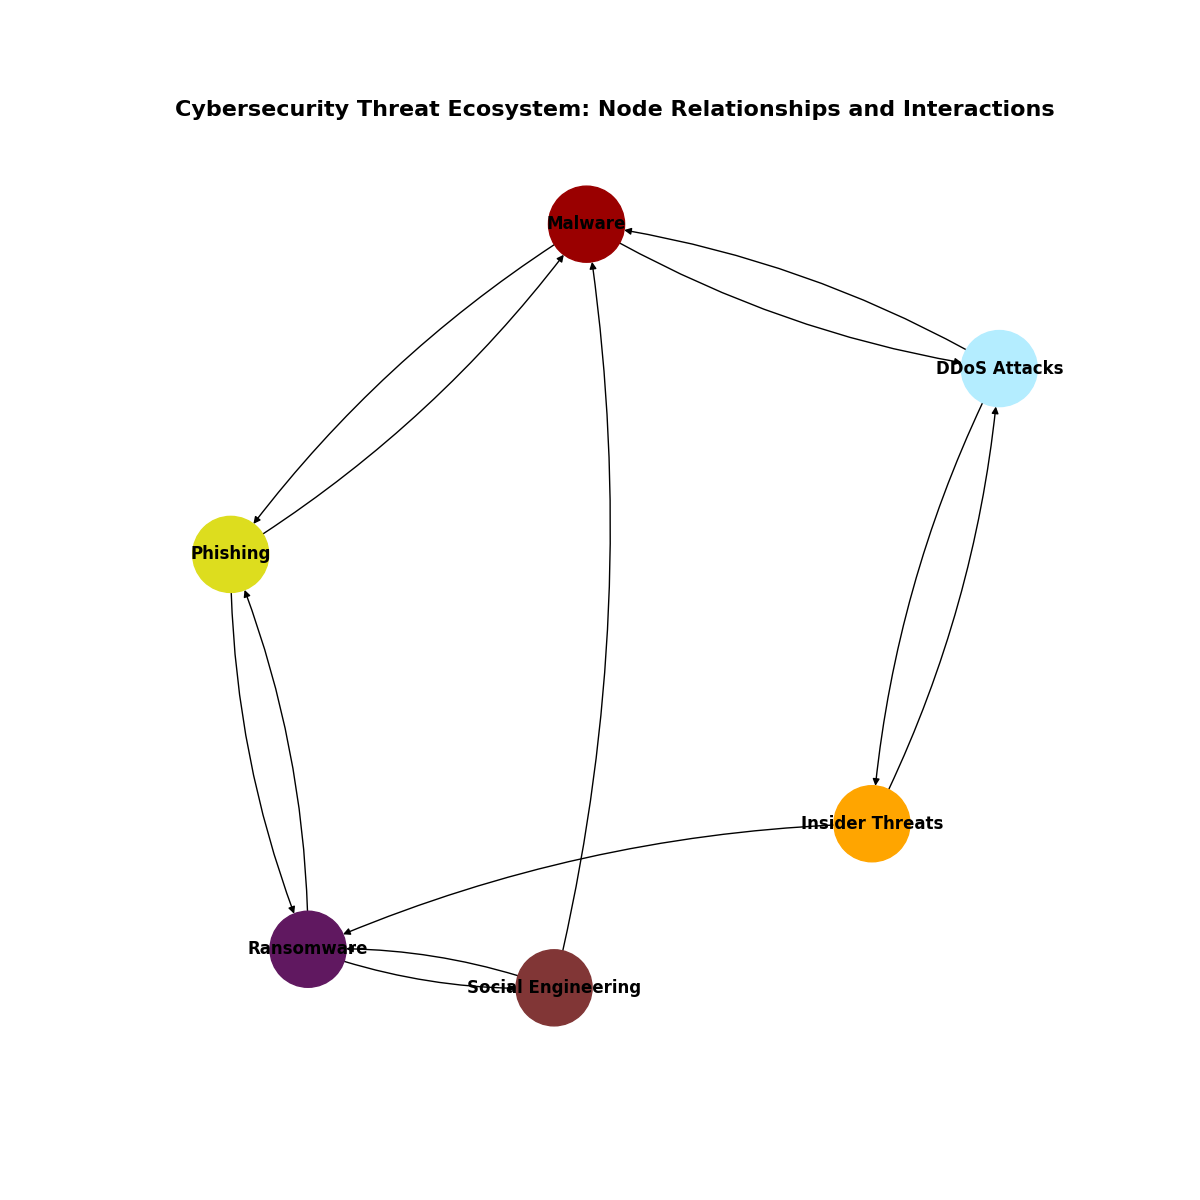 Cybersecurity Threat Ecosystem: Node Relationships and Interactions
Malware
DDoS Attacks
Phishing
Insider Threats
Ransomware
Social Engineering